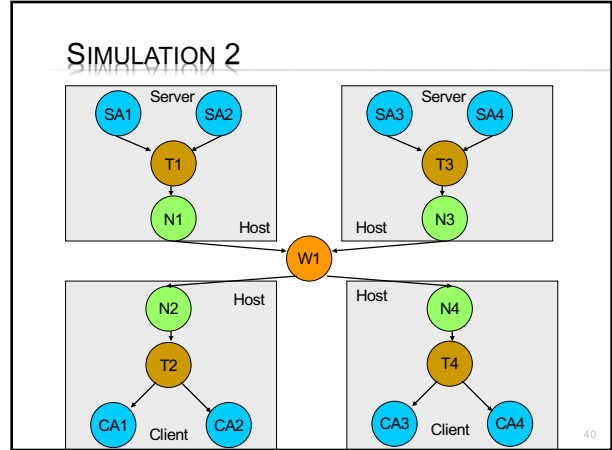 SIMULATION 2
Server
SA1
SA2
T1
N1
Host
Server
SA3
SA4
T3
N3
Host
W1
Host
N2
T2
CA1
CA2
Client
Host
N4
T4
CA3
CA4
Client
40